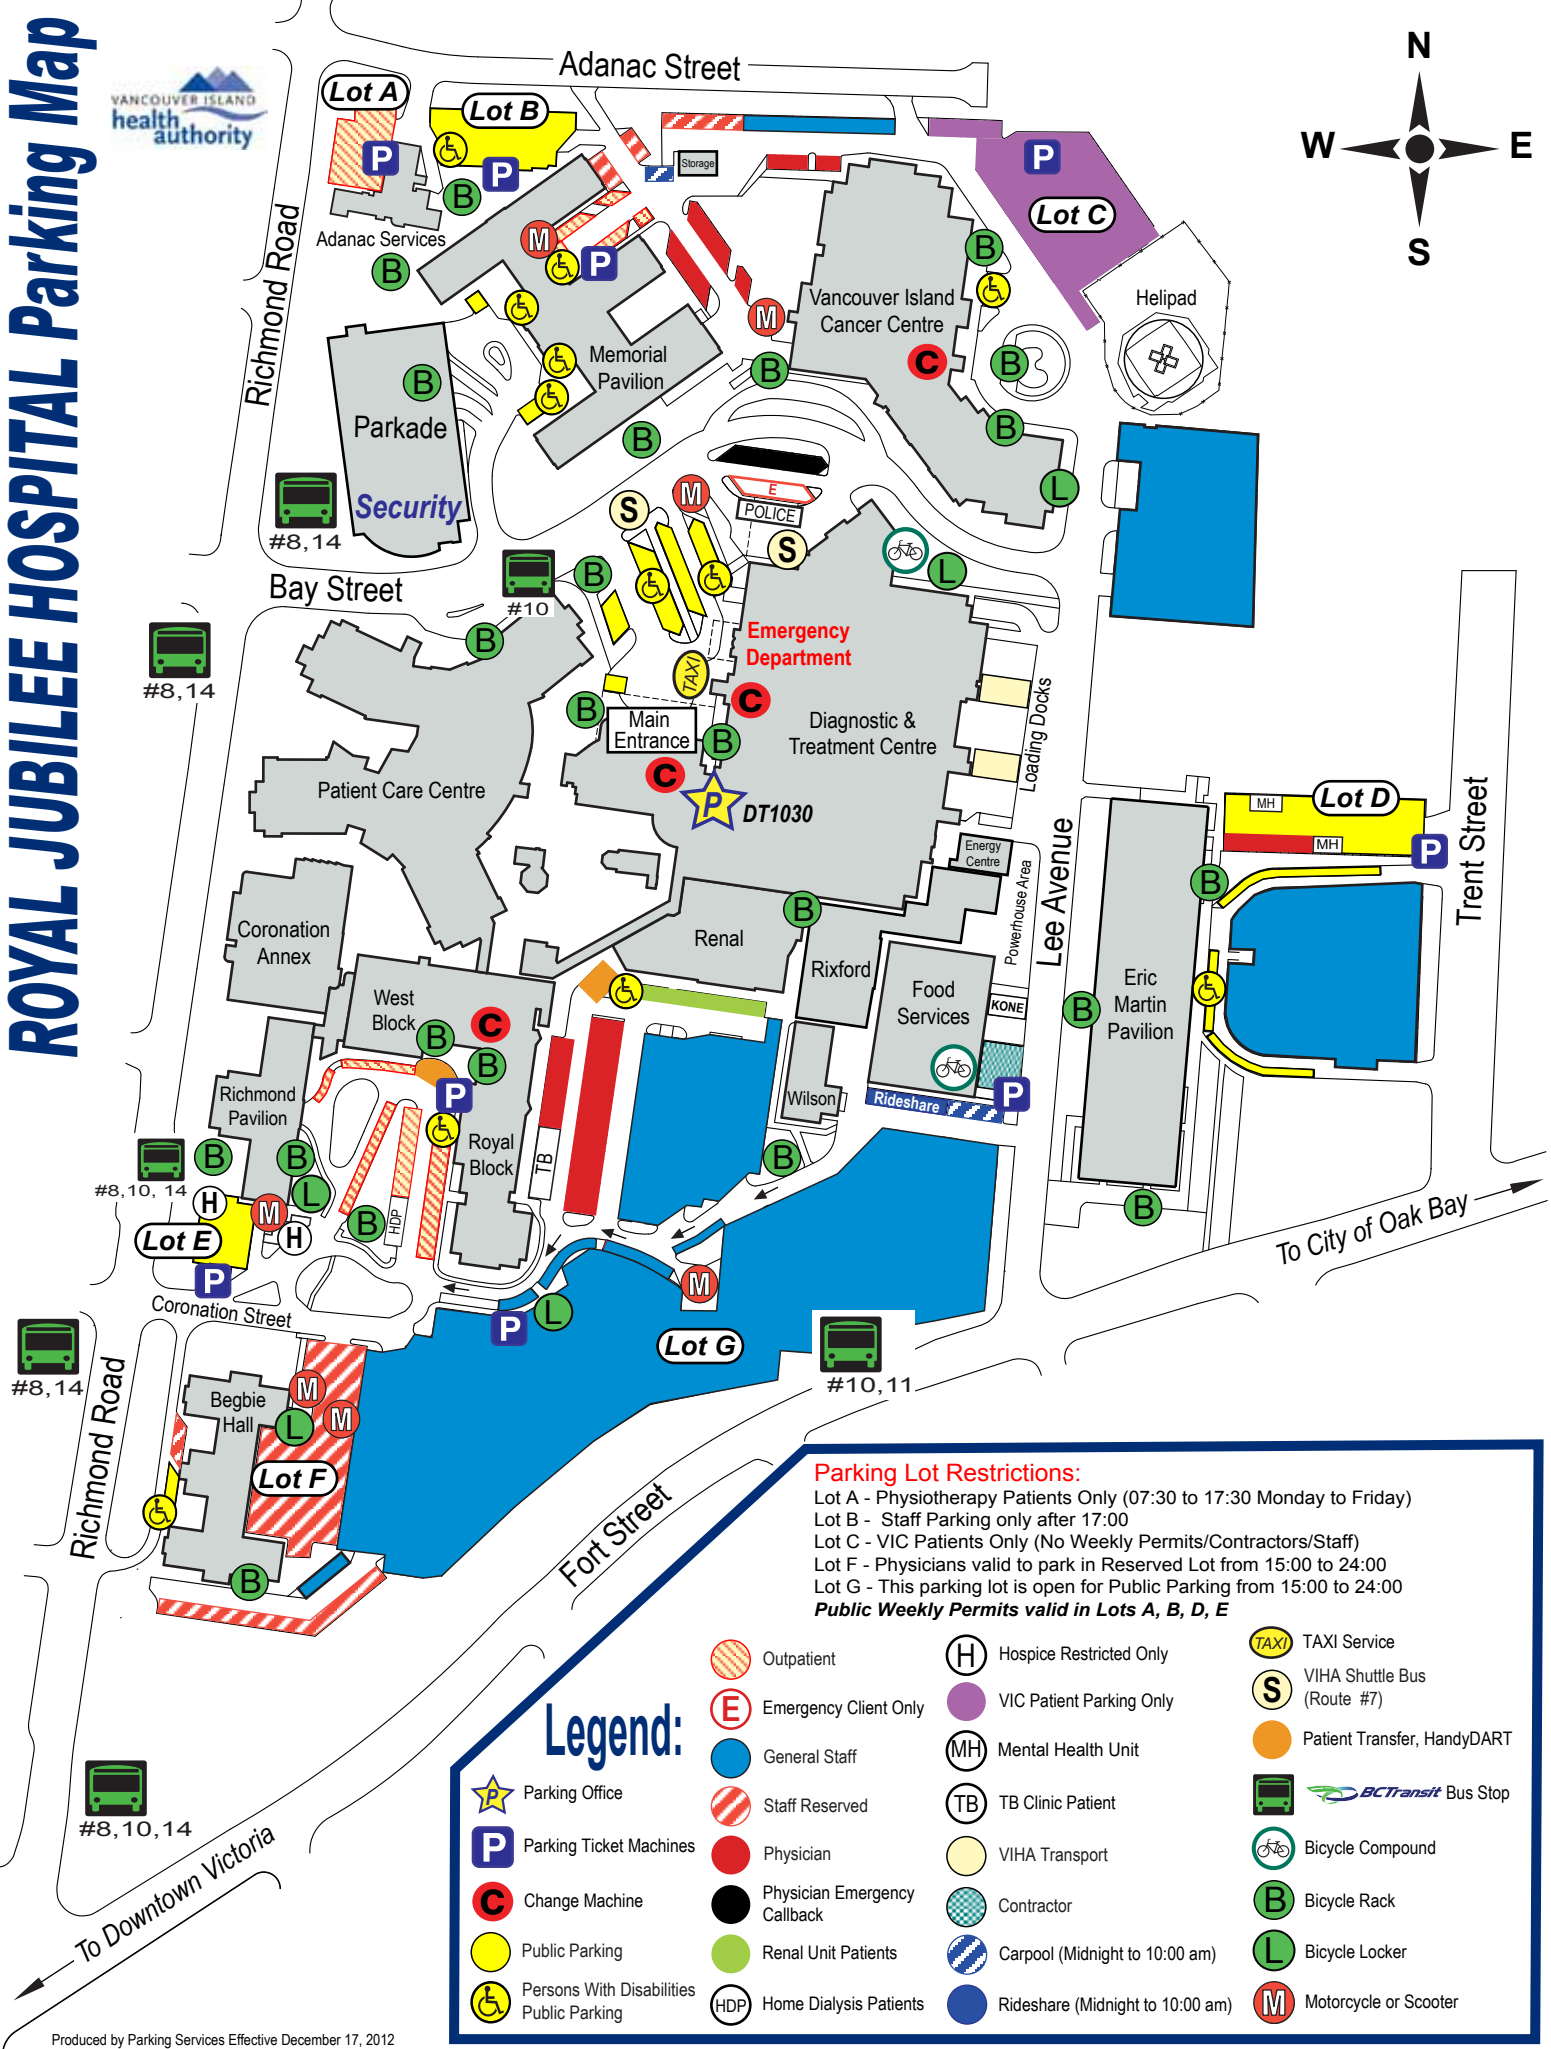 ROYAL JUBILEE HOSPITAL Parking Map
VANCOUVER ISLAND
health
authority
Adanac Street
N
W
E
S
Lot A
Lot B
P
P
B
Storage
P
Lot C
Adanac Services
B
M
P
B
Richmond Road
Vancouver Island
Cancer Centre
C
M
B
B
B
L
Helipad
Memorial
Pavilion
B
B
Parkade
Security
#8,14
Bay Street
#10
B
B
S
M
E
POLICE
S
L
#8,14
Emergency
Department
TAXI
C
B
Main
Entrance
B
C
P
DT1030
Diagnostic &
Treatment Centre
Loading Docks
Patient Care Centre
Energy
Centre
Powerhouse Area
Lee Avenue
MH
Lot D
MH
P
Trent Street
B
Coronation
Annex
Renal
B
Rixford
Food
Services
KONE
Eric
Martin
Pavilion
B
West
Block
B
C
B
P
Richmond
Pavilion
Royal
Block
TB
Wilson
Rideshare
P
B
#8,10, 14
B
B
L
H
M
H
HDP
B
Lot E
P
B
To City of Oak Bay
Coronation Street
P
L
M
Lot G
#10,11
#8,14
Richmond Road
Begbie
Hall
M
M
L
Lot F
B
Fort Street
#8,10,14
To Downtown Victoria
Parking Lot Restrictions:
Lot A - Physiotherapy Patients Only (07:30 to 17:30 Monday to Friday)
Lot B - Staff Parking only after 17:00
Lot C - VIC Patients Only (No Weekly Permits/Contractors/Staff)
Lot F - Physicians valid to park in Reserved Lot from 15:00 to 24:00
Lot G - This parking lot is open for Public Parking from 15:00 to 24:00
Public Weekly Permits valid in Lots A, B, D, E
Legend:
P Parking Office
P Parking Ticket Machines
C Change Machine
Public Parking
Persons With Disabilities
Public Parking
Outpatient
E Emergency Client Only
General Staff
Staff Reserved
Physician
Physician Emergency
Callback
Renal Unit Patients
HDP Home Dialysis Patients
H Hospice Restricted Only
VIC Patient Parking Only
MH Mental Health Unit
TB TB Clinic Patient
VIHA Transport
Contractor
Carpool (Midnight to 10:00 am)
Rideshare (Midnight to 10:00 am)
TAXI TAXI Service
S VIHA Shuttle Bus
(Route #7)
Patient Transfer, HandyDART
BCTransit Bus Stop
Bicycle Compound
B Bicycle Rack
L Bicycle Locker
M Motorcycle or Scooter
Produced by Parking Services Effective December 17, 2012